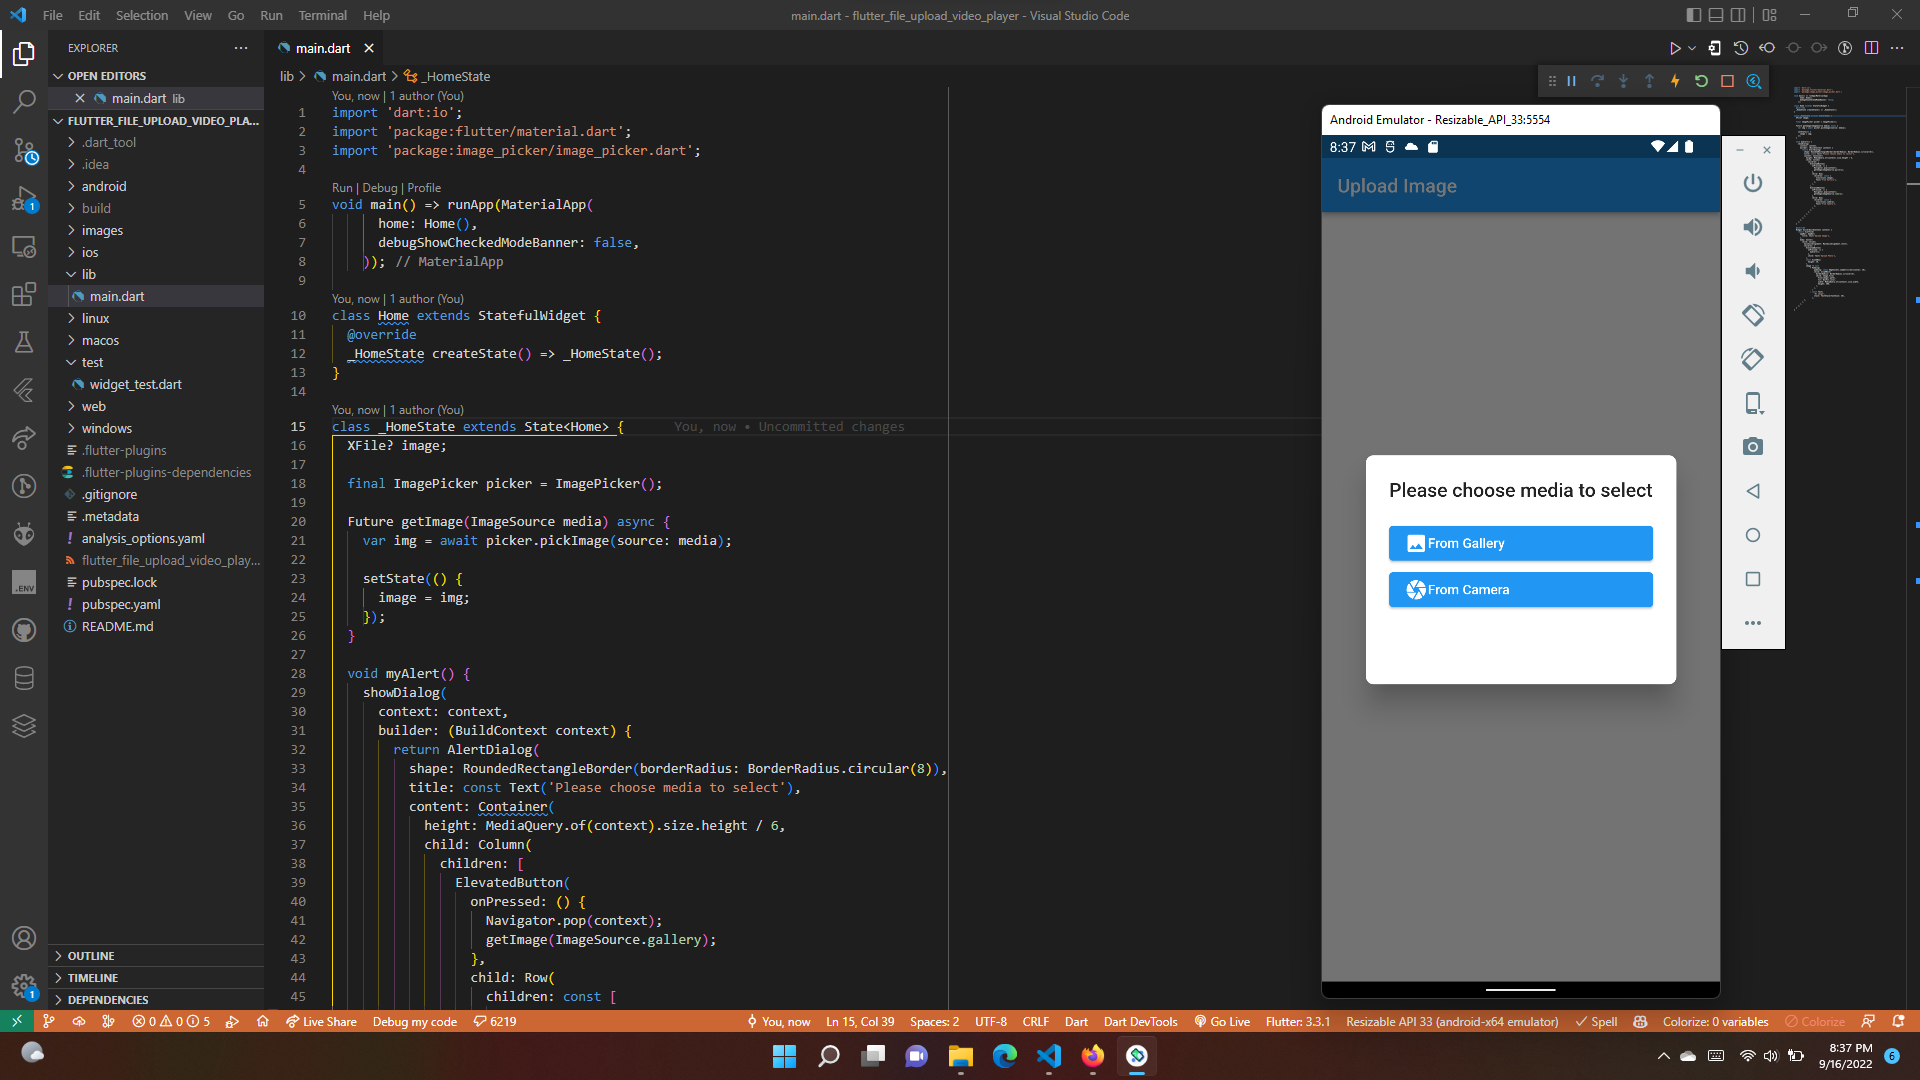 File Edit Selection View Go Run Terminal Help
main.dart - flutter_file_upload_video_player - Visual Studio Code
EXPLORER
OPEN EDITORS
main.dart lib
FLUTTER_FILE_UPLOAD_VIDEO_PLA...
.dart_tool
.idea
android
build
images
ios
lib
main.dart
linux
macos
test
widget_test.dart
web
windows
.flutter-plugins
.flutter-plugins-dependencies
.gitignore
.metadata
analysis_options.yaml
flutter_file_upload_video_play...
pubspec.lock
pubspec.yaml
README.md
OUTLINE
TIMELINE
DEPENDENCIES
1
.ENV
1
main.dart
lib > main.dart > _HomeState
You, now | 1 author (You)
1 import 'dart:io';
2 import 'package:flutter/material.dart';
3 import 'package:image_picker/image_picker.dart';
4
Run | Debug | Profile
5 void main() => runApp(MaterialApp(
6 home: Home(),
7 debugShowCheckedModeBanner: false,
8 )); // MaterialApp
9
You, now | 1 author (You)
10 class Home extends StatefulWidget {
11 @override
12 _HomeState createState() => _HomeState();
13 }
14
You, now | 1 author (You)
15 class _HomeState extends State<Home> { You, now • Uncommitted changes
16 XFile? image;
17
18 final ImagePicker picker = ImagePicker();
19
20 Future getImage(ImageSource media) async {
21 var img = await picker.pickImage(source: media);
22
23 setState(() {
24 image = img;
25 });
26 }
27
28 void myAlert() {
29 showDialog(
30 context: context,
31 builder: (BuildContext context) {
32 return AlertDialog(
33 shape: RoundedRectangleBorder(borderRadius: BorderRadius.circular(8)),
34 title: const Text('Please choose media to select'),
35 content: Container(
36 height: MediaQuery.of(context).size.height / 6,
37 child: Column(
38 children: [
39 ElevatedButton(
40 onPressed: () {
41 Navigator.pop(context);
42 getImage(ImageSource.gallery);
43 },
44 child: Row(
45 children: const [
Android Emulator - Resizable_API_33:5554
8:37
Upload Image
Please choose media to select
From Gallery
From Camera
0 0 5 Live Share Debug my code 6219 You, now Ln 15, Col 39 Spaces: 2 UTF-8 CRLF Dart Dart DevTools Go Live Flutter: 3.3.1 Resizable API 33 (android-x64 emulator) Spell Colorize: 0 variables Colorize
8:37 PM
9/16/2022
6